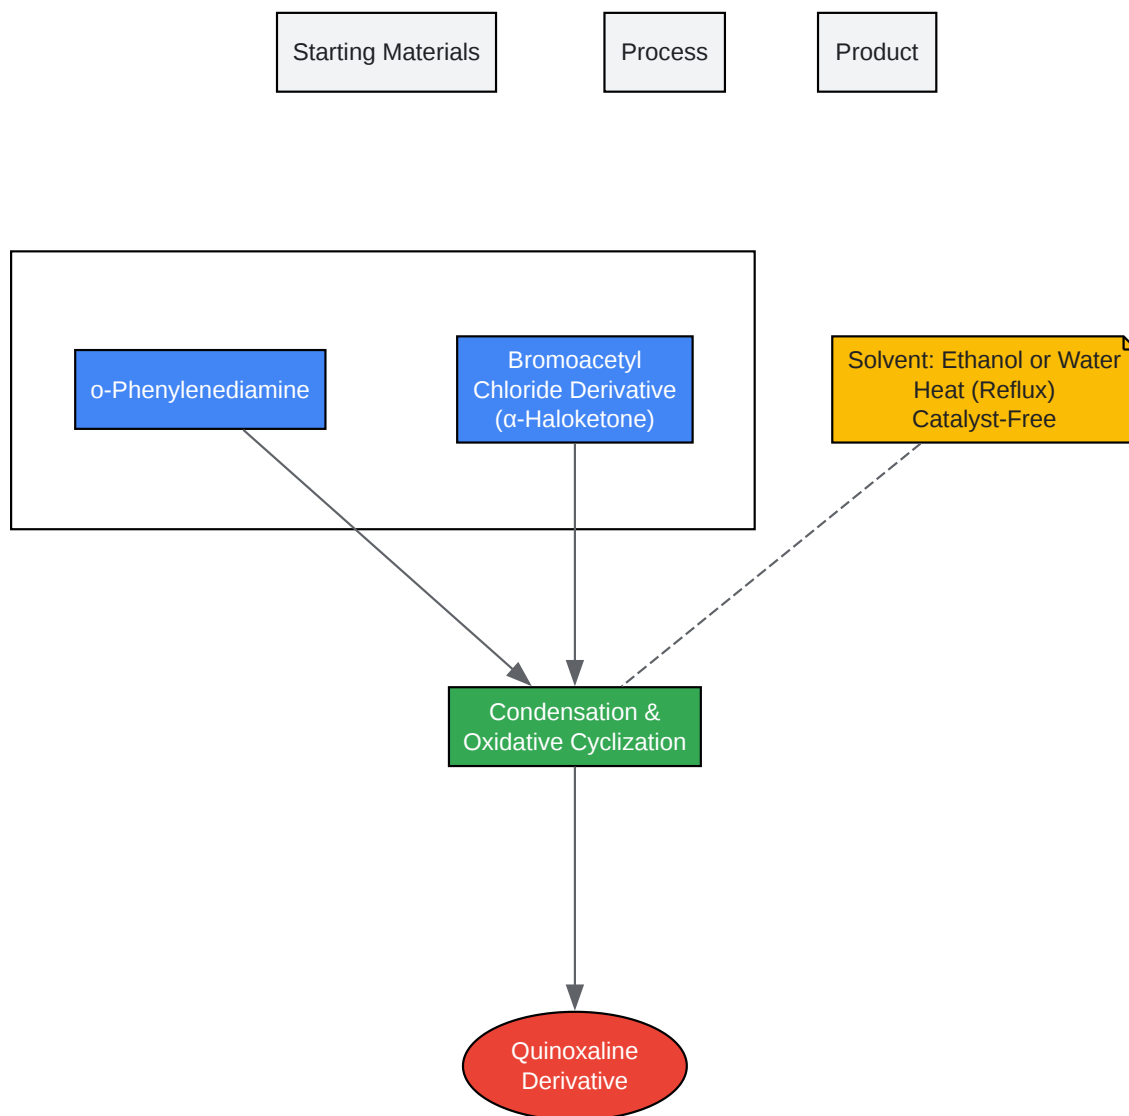 Starting Materials
Process
Product
o-Phenylenediamine
Bromoacetyl
Chloride Derivative
(α-Haloketone)
Solvent: Ethanol or Water
Heat (Reflux)
Catalyst-Free
Condensation &
Oxidative Cyclization
Quinoxaline
Derivative